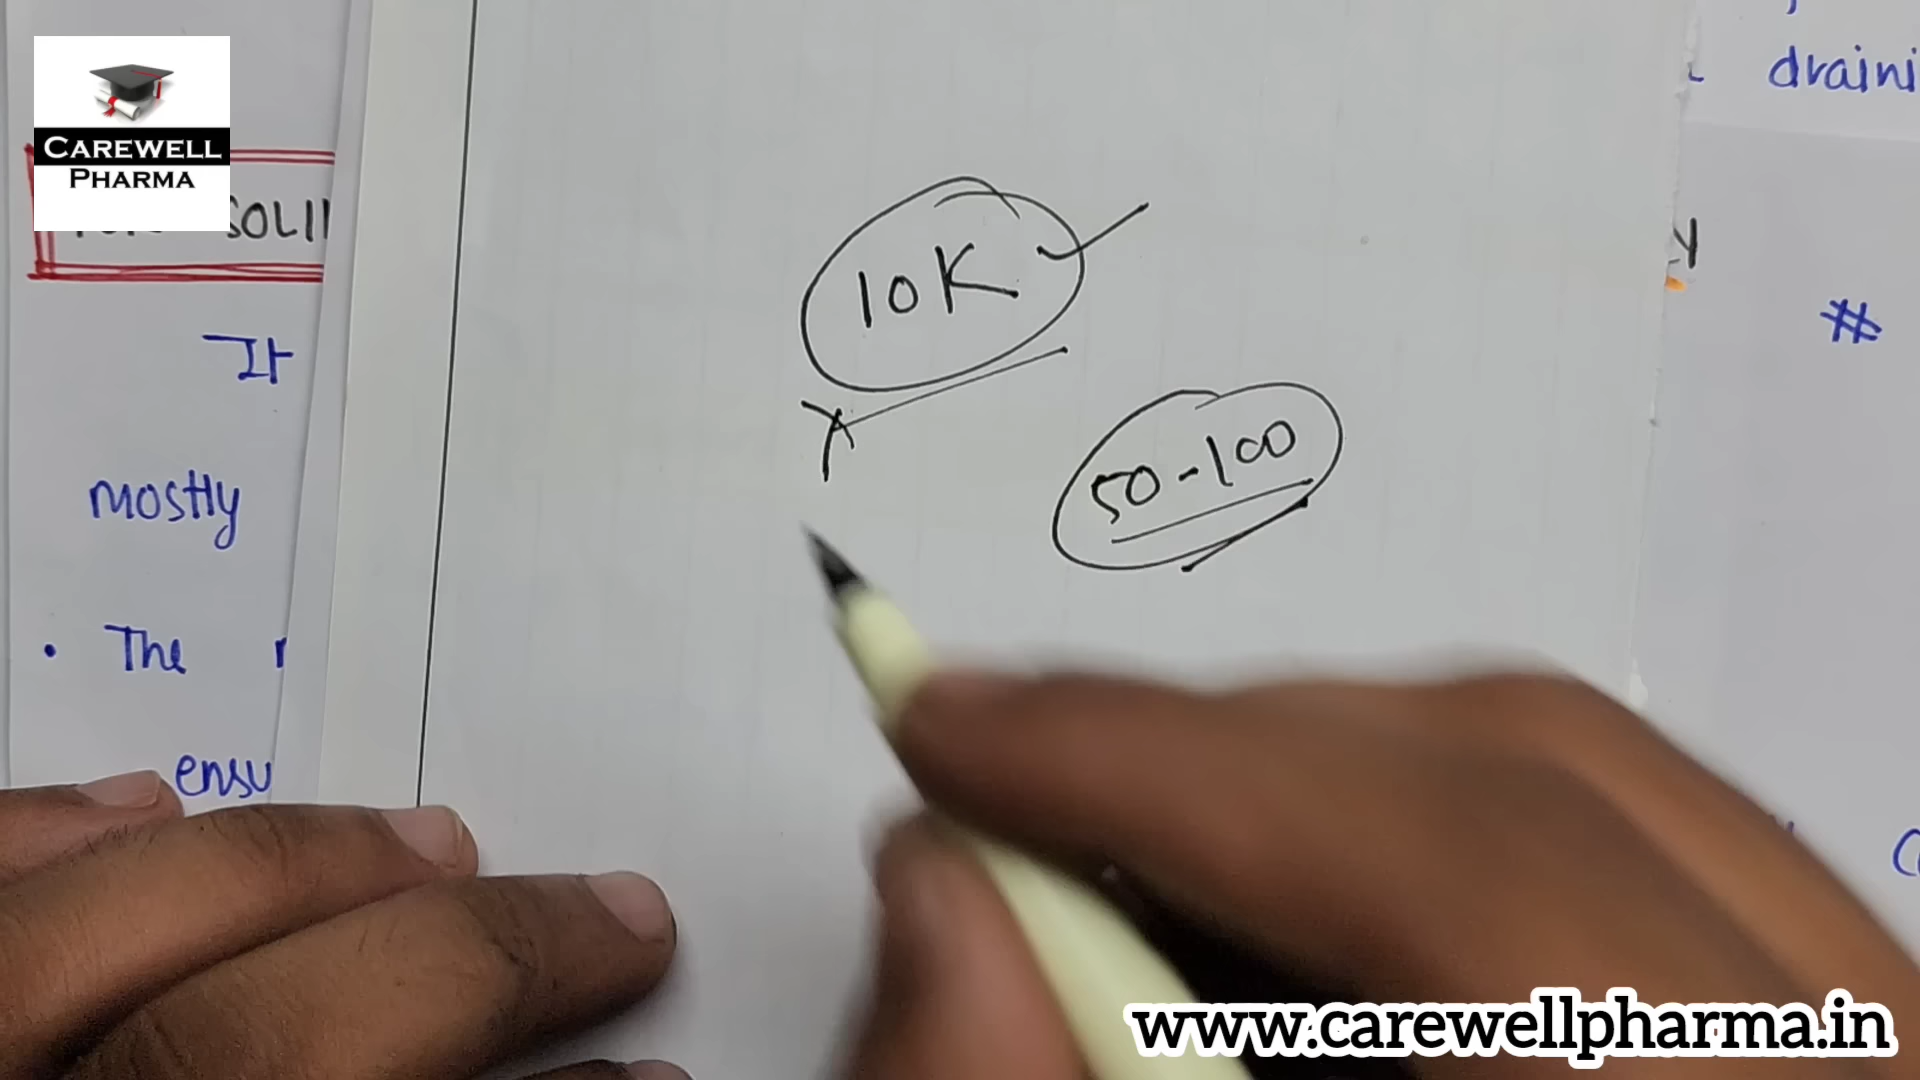 draini
CAREWELL
PHARMA
SOLI
10K
#
It
50-100
mostly
The
ensu
www.carewellpharma.in